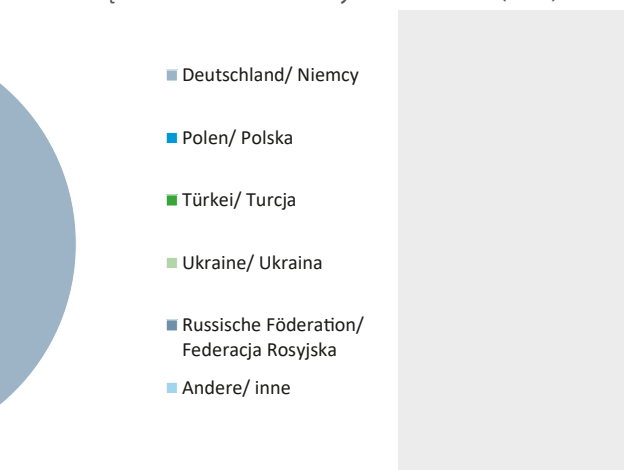 Deutschland/ Niemcy
Polen/ Polska
Türkei/ Turcja
Ukraine/ Ukraina
Russische Föderation/
Federacja Rosyjska
Andere/ inne